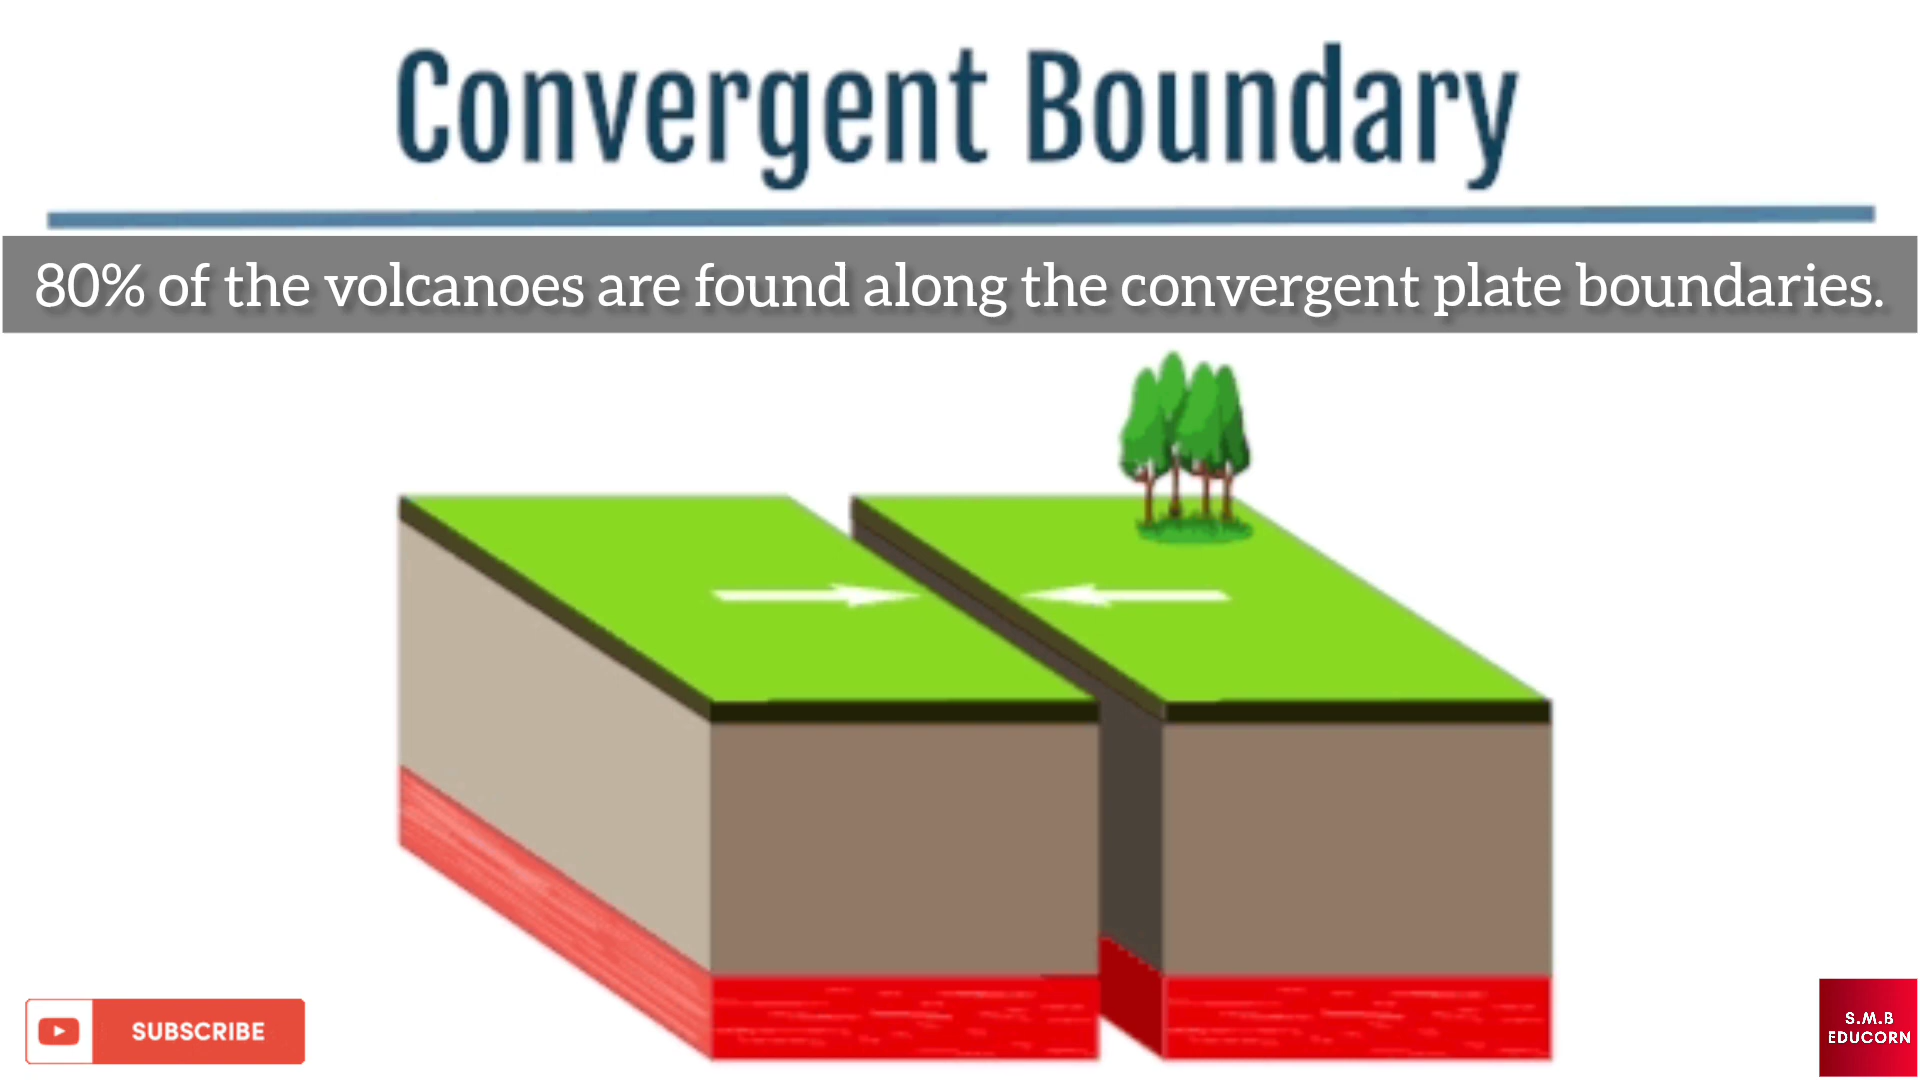 Convergent Boundary
80% of the volcanoes are found along the convergent plate boundaries.
SUBSCRIBE
S.M.B
EDUCORN